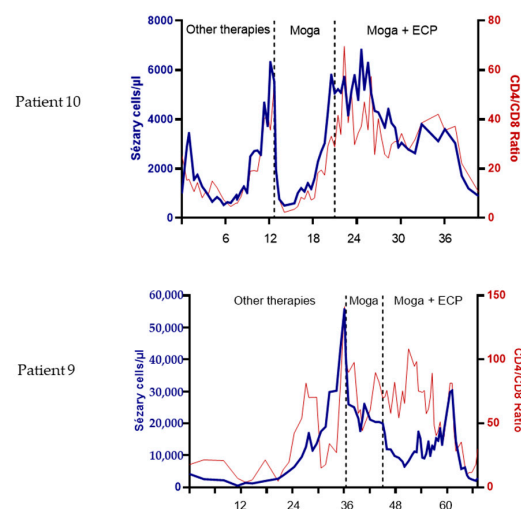 Patient 10
Other therapies Moga Moga + ECP
Sézary cells/µl
8000
6000
4000
2000
0
CD4/CD8 Ratio
80
60
40
20
0
6 12 18 24 30 36
Patient 9
Other therapies Moga Moga + ECP
Sézary cells/µl
60,000
50,000
40,000
30,000
20,000
10,000
0
CD4/CD8 Ratio
150
100
50
0
12 24 36 48 60